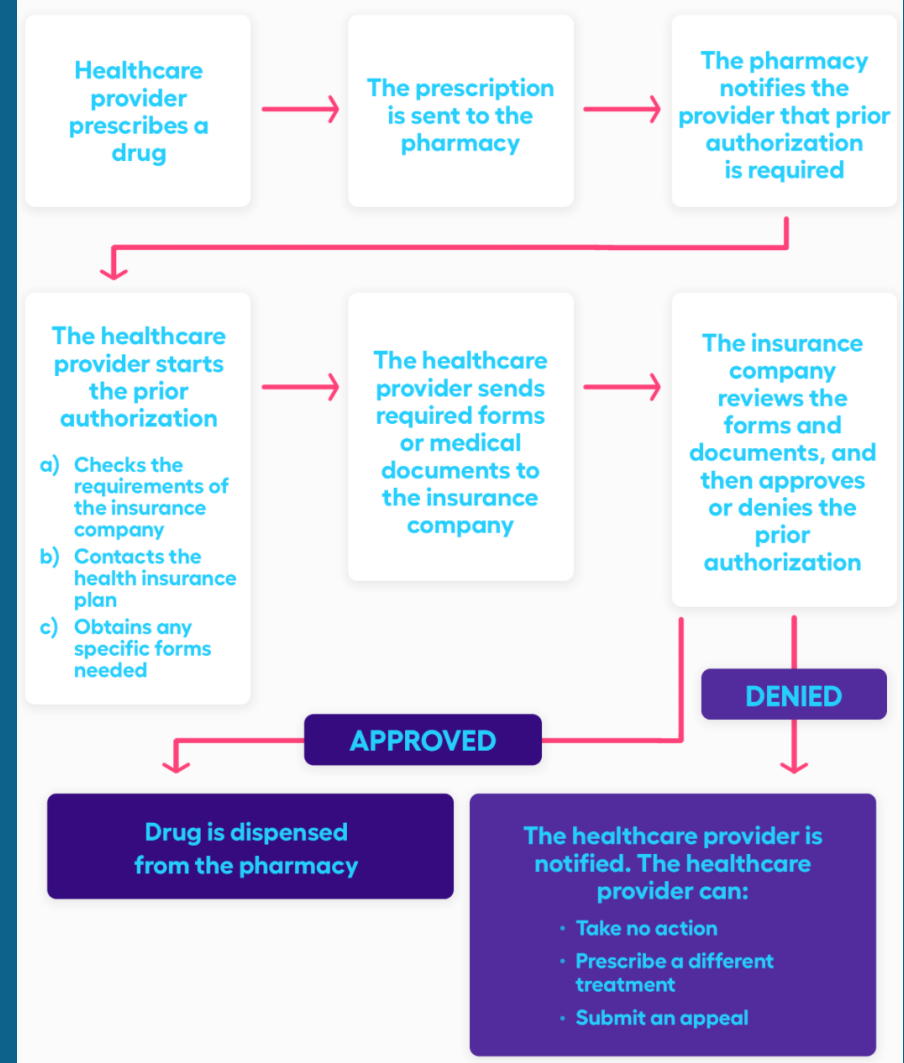 Healthcare
provider
prescribes a
drug
The prescription
is sent to the
pharmacy
The pharmacy
notifies the
provider that prior
authorization
is required
The healthcare
provider starts
the prior
authorization
a) Checks the
requirements of
the insurance
company
b) Contacts the
health insurance
plan
c) Obtains any
specific forms
needed
The healthcare
provider sends
required forms
or medical
documents to
the insurance
company
The insurance
company
reviews the
forms and
documents, and
then approves
or denies the
prior
authorization
DENIED
APPROVED
Drug is dispensed
from the pharmacy
The healthcare provider is
notified. The healthcare
provider can:
• Take no action
• Prescribe a different
treatment
• Submit an appeal